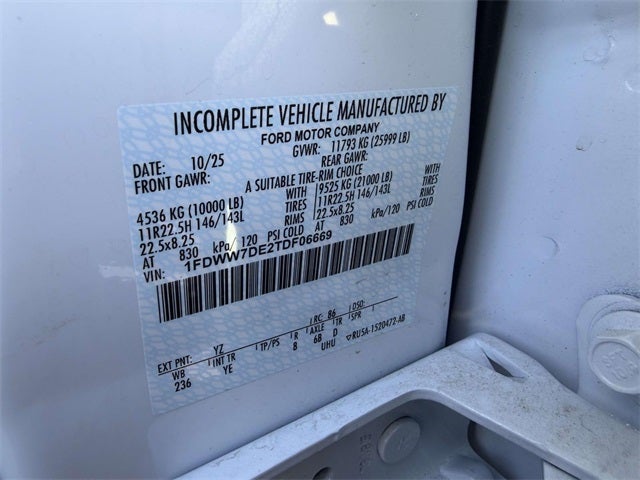 INCOMPLETE VEHICLE MANUFACTURED BY
FORD MOTOR COMPANY
DATE: 10/25 GVWR: 11793 KG (25999 LB)
FRONT GAWR: REAR GAWR:
A SUITABLE TIRE-RIM CHOICE
4536 KG (10000 LB) WITH 9525 KG (21000 LB) WITH
11R22.5H 146/143L TIRES 11R22.5H 146/143L TIRES
22.5x8.25 RIMS 22.5x8.25 RIMS
AT 830 kPa/ 120 PSI COLD AT 830 kPa/120 PSI COLD
VIN: 1FDWW7DE2TDF06669
EXT PNT: YZ RC: 86 DSO:
WB INT TR TP/PS R AXLE TR SPR
236 YE 8 68 D
UHU ▽RU5A-1520472-AB